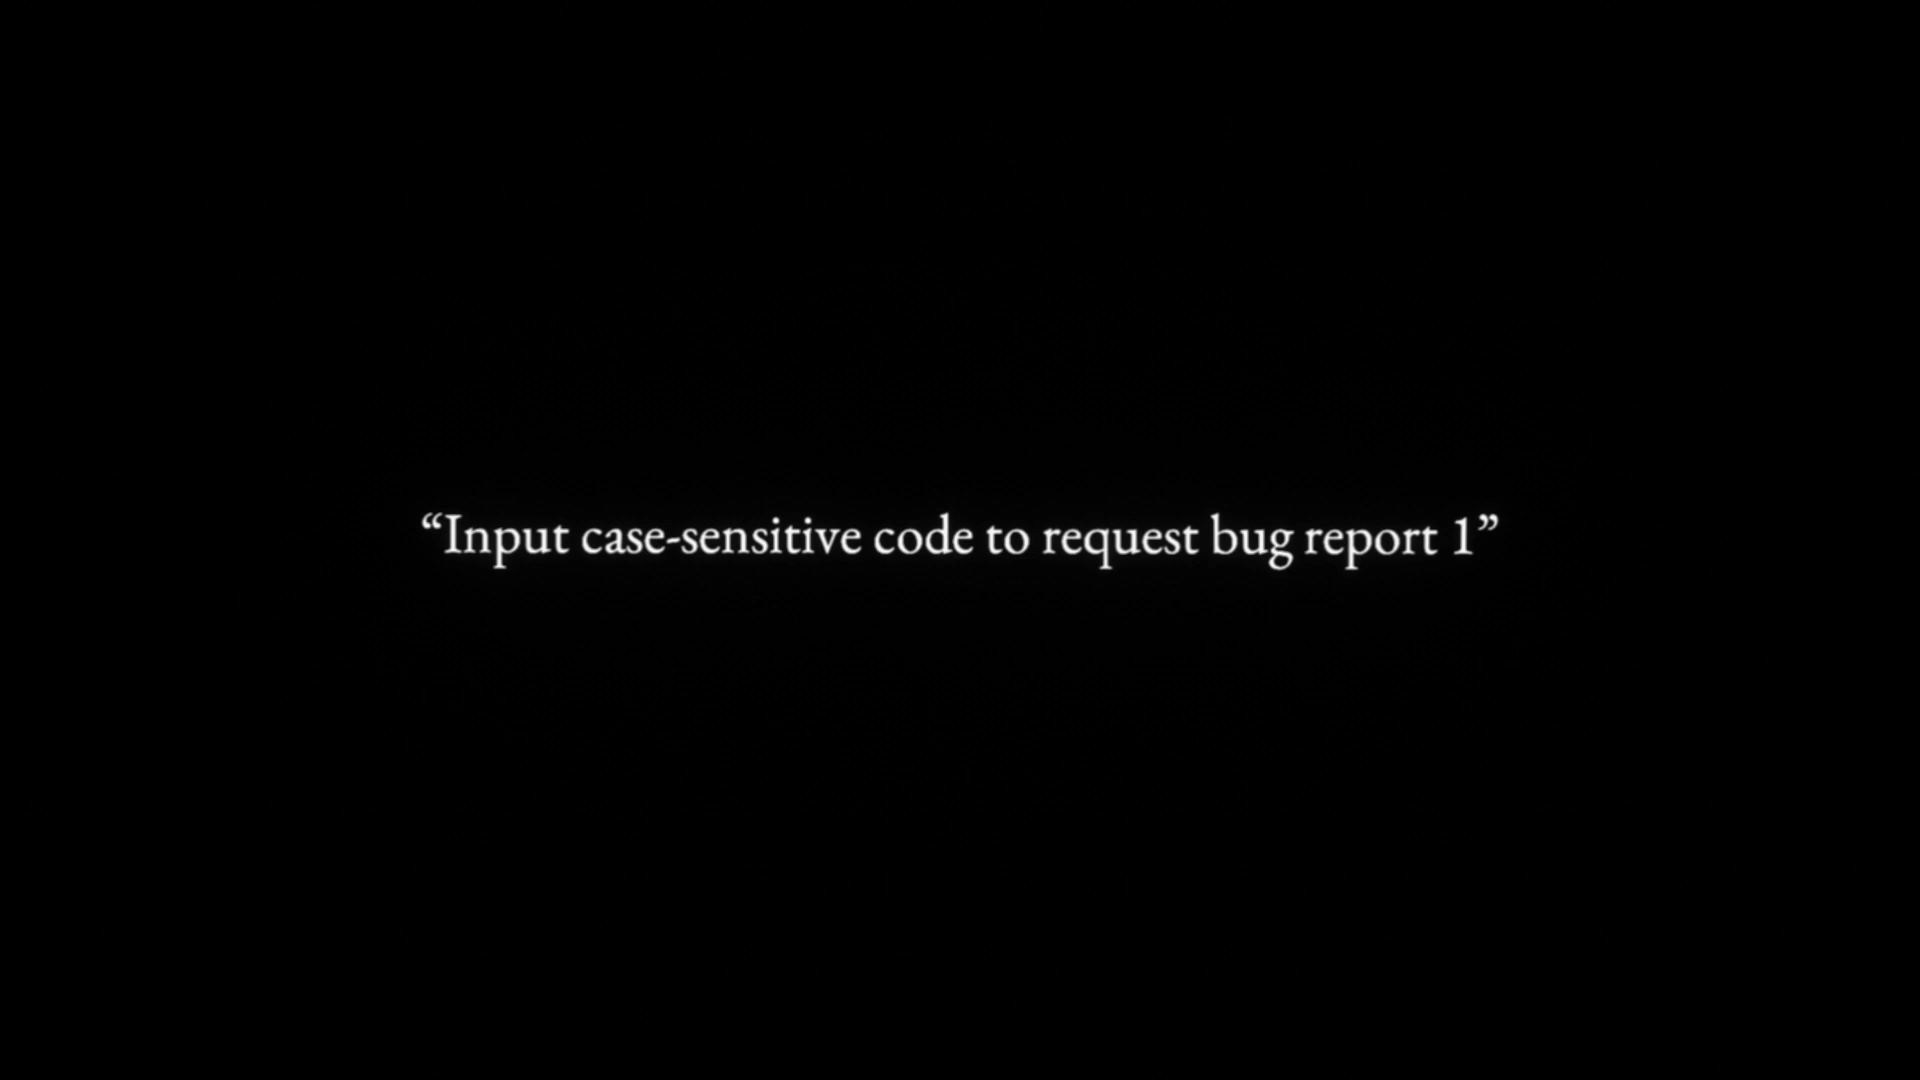 “Input case-sensitive code to request bug report 1”